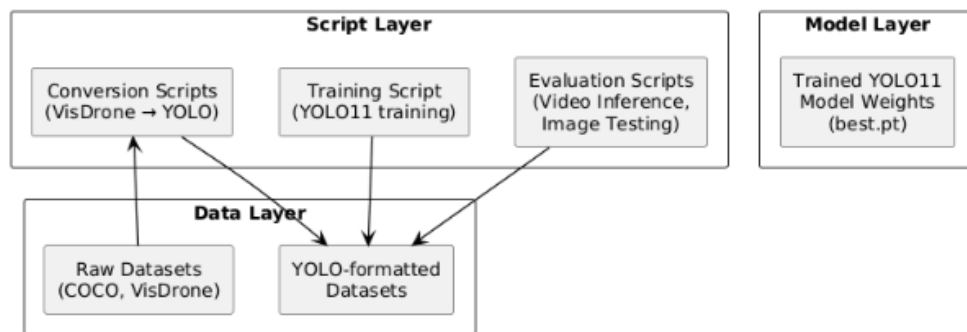 Script Layer
Conversion Scripts
(VisDrone → YOLO)
Training Script
(YOLO11 training)
Evaluation Scripts
(Video Inference,
Image Testing)
Model Layer
Trained YOLO11
Model Weights
(best.pt)
Data Layer
Raw Datasets
(COCO, VisDrone)
YOLO-formatted
Datasets